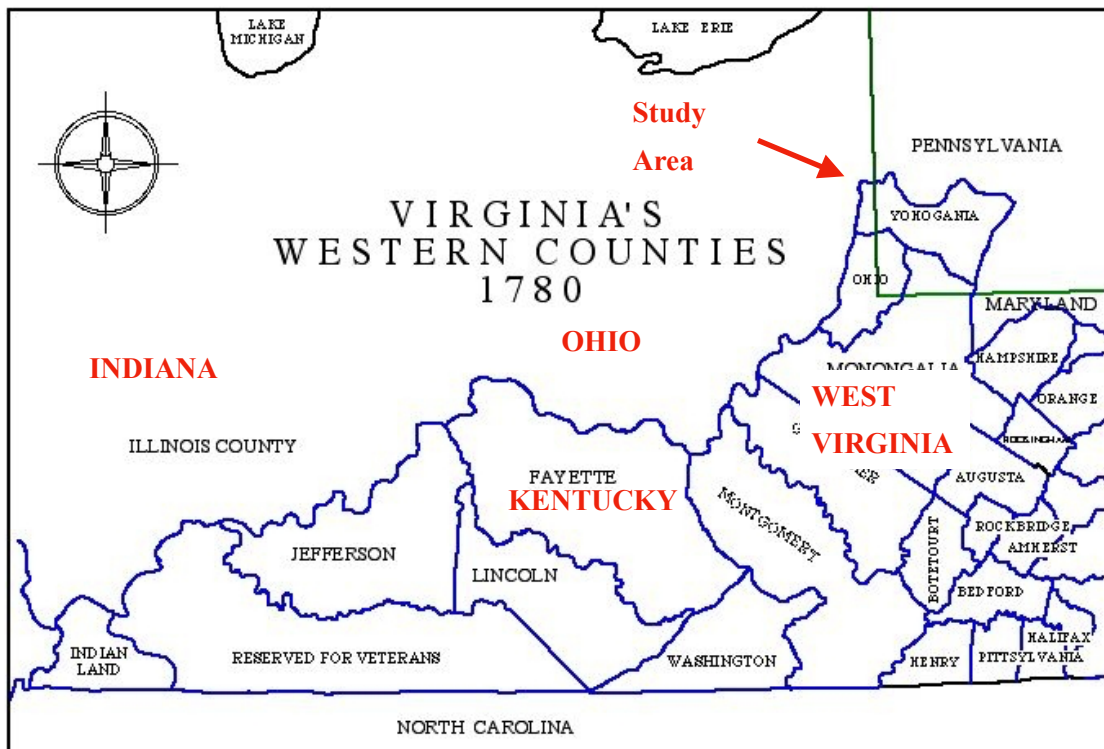 LAKE
MICHIGAN
LAKE ERIE
Study
Area
PENNSYLVANIA
YOHOGANIA
VIRGINIA'S
WESTERN COUNTIES
1780
OHIO
MARYLAND
OHIO
HAMPSHIRE
INDIANA
MONONGALIA
WEST
VIRGINIA
ORANGE
ROCKINGHAM
ILLINOIS COUNTY
FAYETTE
KENTUCKY
AUGUSTA
MONTGOMERY
BOTETOURT
ROCKBRIDGE
AMHERST
JEFFERSON
LINCOLN
BEDFORD
INDIAN
LAND
RESERVED FOR VETERANS
WASHINGTON
HENRY
PITTSYLVANIA
HALIFAX
NORTH CAROLINA